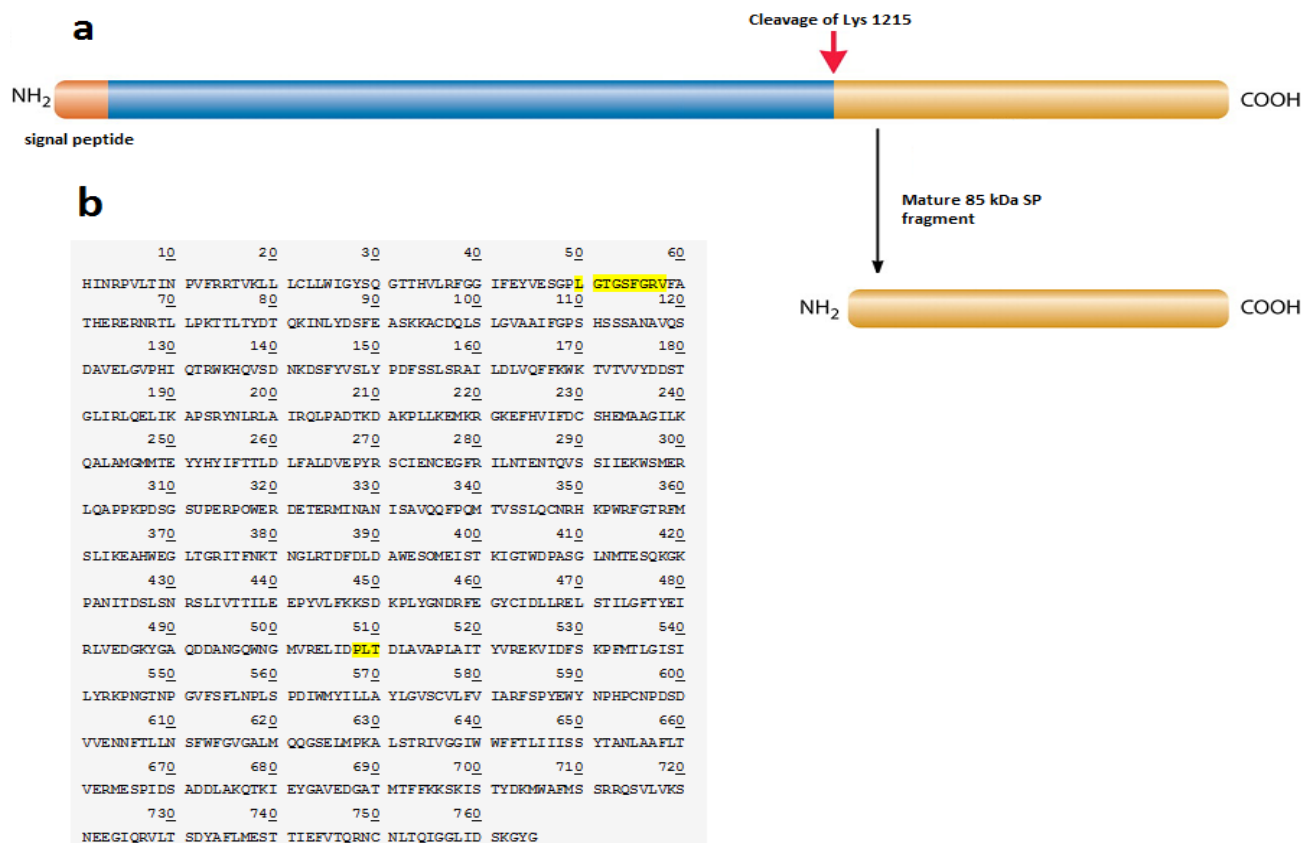 a
Cleavage of Lys 1215
NH2
COOH
signal peptide
Mature 85 kDa SP
fragment
NH2
COOH
b
10 20 30 40 50 60
HINRPVLTIN PVFRRTVKLL LCLLWIGYSQ GTTHVLRFGG IFEYVESGPL GTGSFGRVFA
70 80 90 100 110 120
THERERNRTL LPKTTLTYDT QKINLYDSFE ASKKACDQLS LGVAAIFGPS HSSSANAVQS
130 140 150 160 170 180
DAVELGVPHI QTRWKHQVSD NKDSFYVSLY PDFSSLSRAI LDLVQFFKWK TVTVVYDDST
190 200 210 220 230 240
GLIRLQELIK APSRYNLRLA IRQLPADTKD AKPLLKEMKR GKEFHVIFDC SHEMAAGILK
250 260 270 280 290 300
QALAMGMMTE YYHYIFTTLD LFALDVEPYR SCIENCEGFR ILNTENTQVS SIIEKWSMER
310 320 330 340 350 360
LQAPPKPDSG SUPERPOWER DETERMINAN ISAVQQFPQM TVSSLQCNRH KPWRFGTRFM
370 380 390 400 410 420
SLIKEAHWEG LTGRITFNKT NGLRTDFDLD AWESOMEIST KIGTWDPASG LNMTESQKGK
430 440 450 460 470 480
PANITDSLSN RSLIVTTILE EPYVLFKKSD KPLYGNDRFE GYCIDLLREL STILGFTYEI
490 500 510 520 530 540
RLVEDGKYGA QDDANGQWNG MVRELIDPLT DLAVAPLAIT YVREKVIDFS KPFMTLGISI
550 560 570 580 590 600
LYRKPNGTNP GVFSFLNPLS PDIWMYILLA YLGVSCVLFV IARFSPYEWY NPHPCNPDSD
610 620 630 640 650 660
VVENNFTLLN SFWFGVGALM QQGSELMPKA LSTRIVGGIW WFFTLIIISS YTANLAAFLT
670 680 690 700 710 720
VERMESPIDS ADDLAKQTKI EYGAVEDGAT MTFFKKSKIS TYDKMWAFMS SRRQSVLVKS
730 740 750 760
NEEGIQRVLT SDYAFLMEST TIEFVTQRNC NLTQIGGLID SKGYG